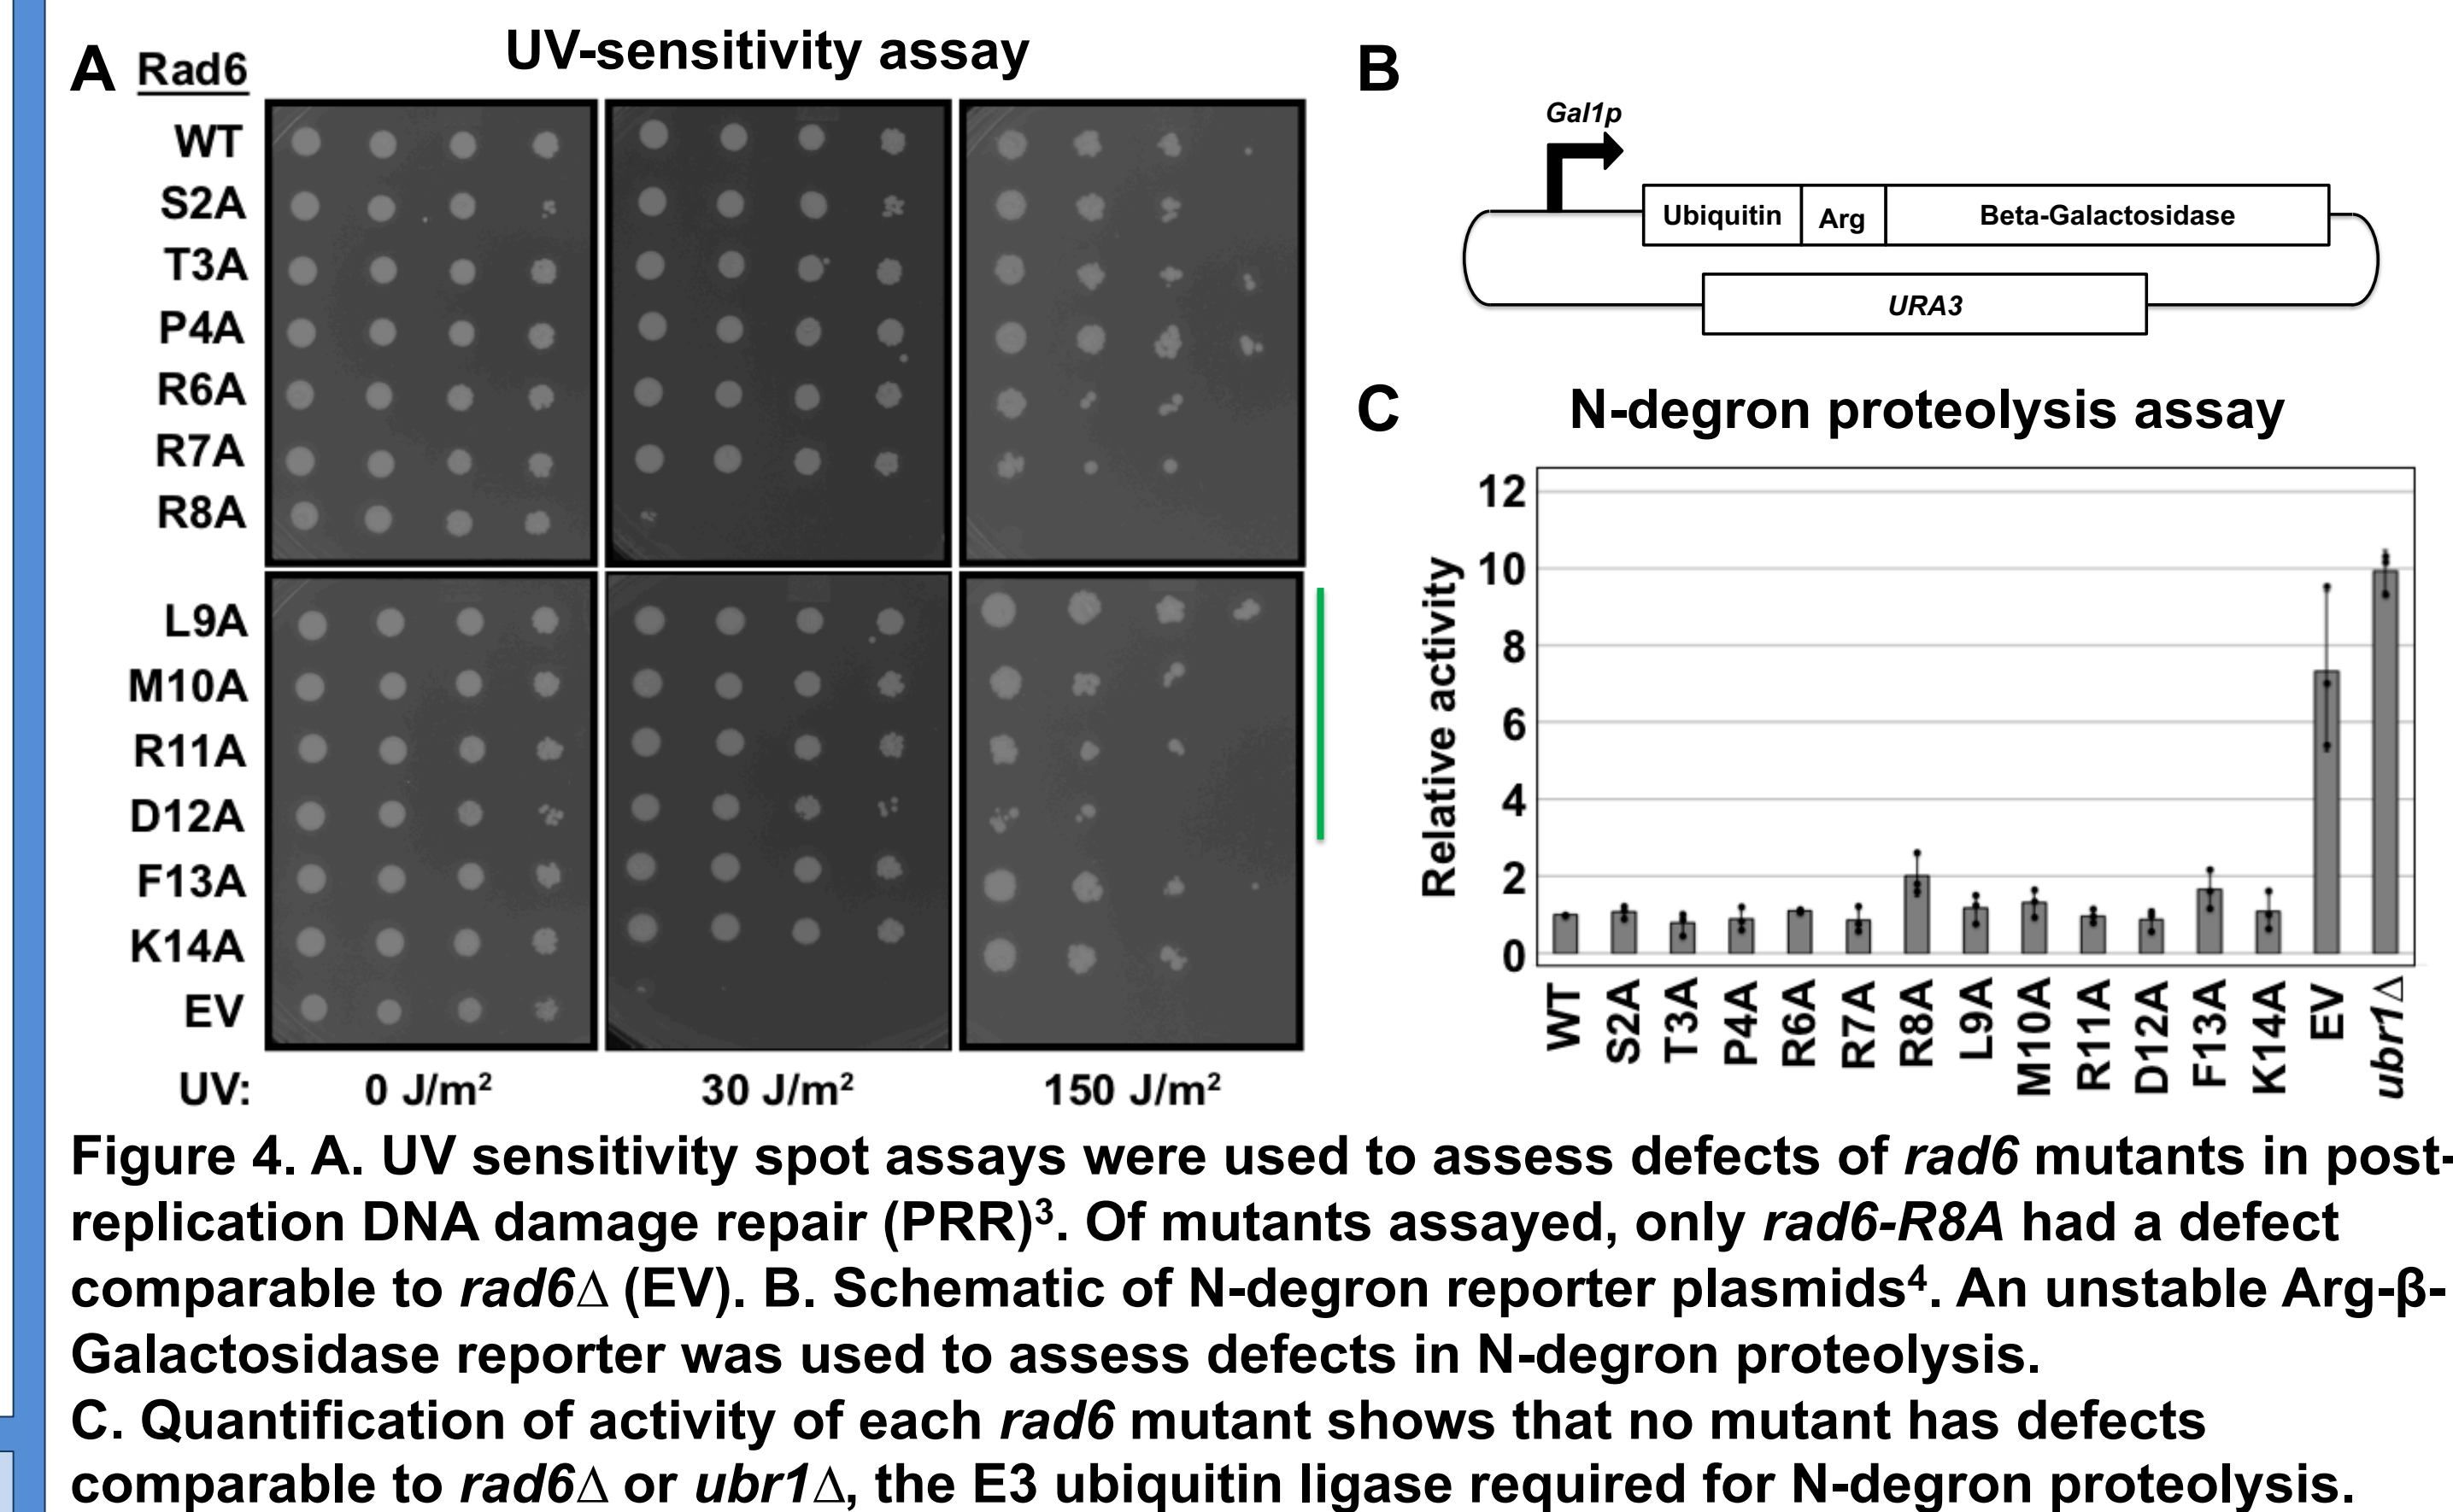 A
Rad6
UV-sensitivity assay
WT
S2A
T3A
P4A
R6A
R7A
R8A
L9A
M10A
R11A
D12A
F13A
K14A
EV
UV:
0 J/m²
30 J/m²
150 J/m²
B
Gal1p
Ubiquitin
Arg
Beta-Galactosidase
URA3
C
N-degron proteolysis assay
Relative activity
12
10
8
6
4
2
0
WT
S2A
T3A
P4A
R6A
R7A
R8A
L9A
M10A
R11A
D12A
F13A
K14A
EV
ubr1Δ
Figure 4. A. UV sensitivity spot assays were used to assess defects of rad6 mutants in post-
replication DNA damage repair (PRR)³. Of mutants assayed, only rad6-R8A had a defect
comparable to rad6Δ (EV). B. Schematic of N-degron reporter plasmids⁴. An unstable Arg-β-
Galactosidase reporter was used to assess defects in N-degron proteolysis.
C. Quantification of activity of each rad6 mutant shows that no mutant has defects
comparable to rad6Δ or ubr1Δ, the E3 ubiquitin ligase required for N-degron proteolysis.